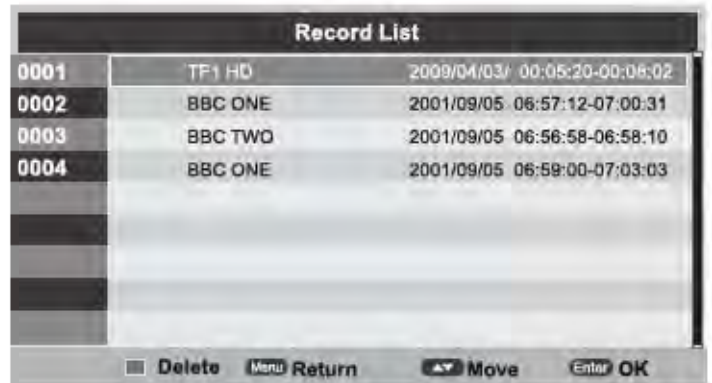 Record List
0001 TF1 HD 2009/04/03/ 00:05:20-00:08:02
0002 BBC ONE 2001/09/05 06:57:12-07:00:31
0003 BBC TWO 2001/09/05 06:56:58-06:58:10
0004 BBC ONE 2001/09/05 06:59:00-07:03:03
Delete Menu Return Move Enter OK